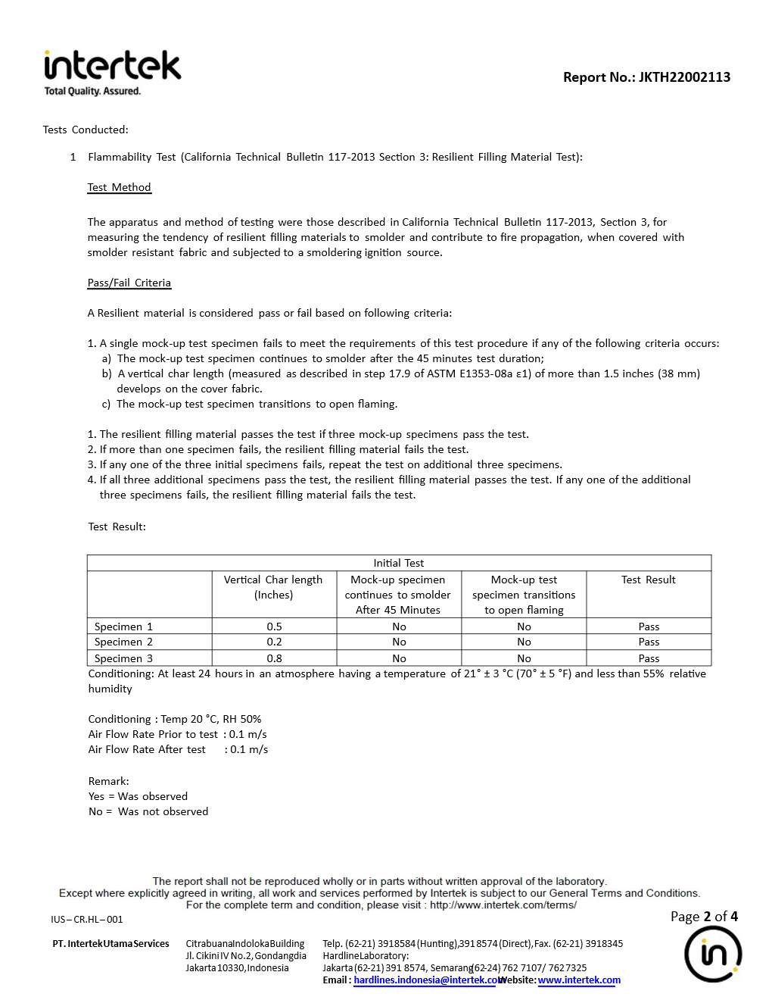 intertek
Total Quality. Assured.
Report No.: JKTH22002113
Tests Conducted:
1 Flammability Test (California Technical Bulletin 117-2013 Section 3: Resilient Filling Material Test):
Test Method
The apparatus and method of testing were those described in California Technical Bulletin 117-2013, Section 3, for
measuring the tendency of resilient filling materials to smolder and contribute to fire propagation, when covered with
smolder resistant fabric and subjected to a smoldering ignition source.
Pass/Fail Criteria
A Resilient material is considered pass or fail based on following criteria:
1. A single mock-up test specimen fails to meet the requirements of this test procedure if any of the following criteria occurs:
a) The mock-up test specimen continues to smolder after the 45 minutes test duration;
b) A vertical char length (measured as described in step 17.9 of ASTM E1353-08a ε1) of more than 1.5 inches (38 mm)
develops on the cover fabric.
c) The mock-up test specimen transitions to open flaming.
1. The resilient filling material passes the test if three mock-up specimens pass the test.
2. If more than one specimen fails, the resilient filling material fails the test.
3. If any one of the three initial specimens fails, repeat the test on additional three specimens.
4. If all three additional specimens pass the test, the resilient filling material passes the test. If any one of the additional
three specimens fails, the resilient filling material fails the test.
Test Result:
Initial Test
Vertical Char length (Inches) Mock-up specimen continues to smolder After 45 Minutes Mock-up test specimen transitions to open flaming Test Result
Specimen 1 0.5 No No Pass
Specimen 2 0.2 No No Pass
Specimen 3 0.8 No No Pass
Conditioning: At least 24 hours in an atmosphere having a temperature of 21° ± 3 °C (70° ± 5 °F) and less than 55% relative
humidity
Conditioning : Temp 20 °C, RH 50%
Air Flow Rate Prior to test : 0.1 m/s
Air Flow Rate After test : 0.1 m/s
Remark:
Yes = Was observed
No = Was not observed
The report shall not be reproduced wholly or in parts without written approval of the laboratory.
Except where explicitly agreed in writing, all work and services performed by Intertek is subject to our General Terms and Conditions.
For the complete term and condition, please visit : http://www.intertek.com/terms/
IUS – CR.HL – 001
Page 2 of 4
PT. Intertek Utama Services Citrabuana Indoloka Building Telp. (62-21) 3918584 (Hunting), 391 8574 (Direct), Fax. (62-21) 3918345
Jl. Cikini IV No.2, Gondangdia Hardline Laboratory:
Jakarta 10330, Indonesia Jakarta (62-21) 391 8574, Semarang (62-24) 762 7107/ 762 7325
Email : hardlines.indonesia@intertek.com Website: www.intertek.com
in